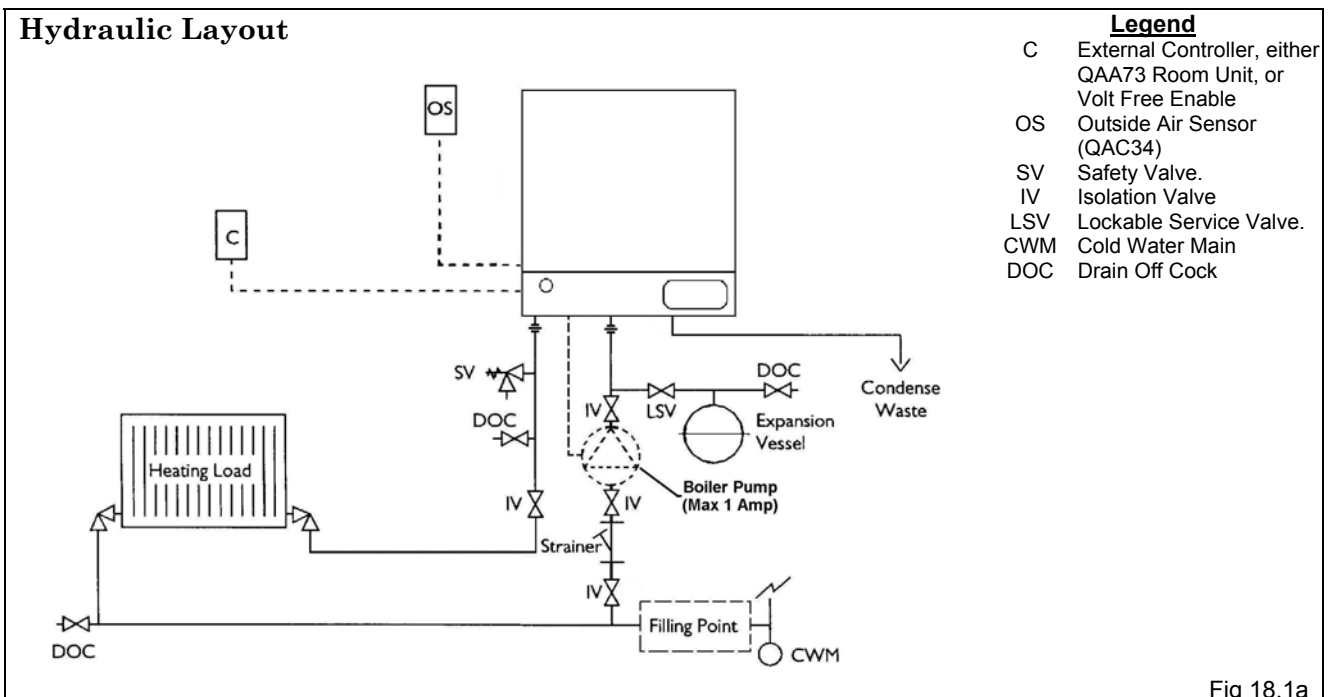 Hydraulic Layout
Legend
C External Controller, either
QAA73 Room Unit, or
Volt Free Enable
OS Outside Air Sensor
(QAC34)
SV Safety Valve.
IV Isolation Valve
LSV Lockable Service Valve.
CWM Cold Water Main
DOC Drain Off Cock
OS
C
SV
DOC
IV
LSV
DOC
Condense
Waste
Expansion
Vessel
DOC
Heating Load
Boiler Pump
(Max 1 Amp)
IV
IV
Strainer
IV
Filling Point
DOC
CWM
Fig 18.1a